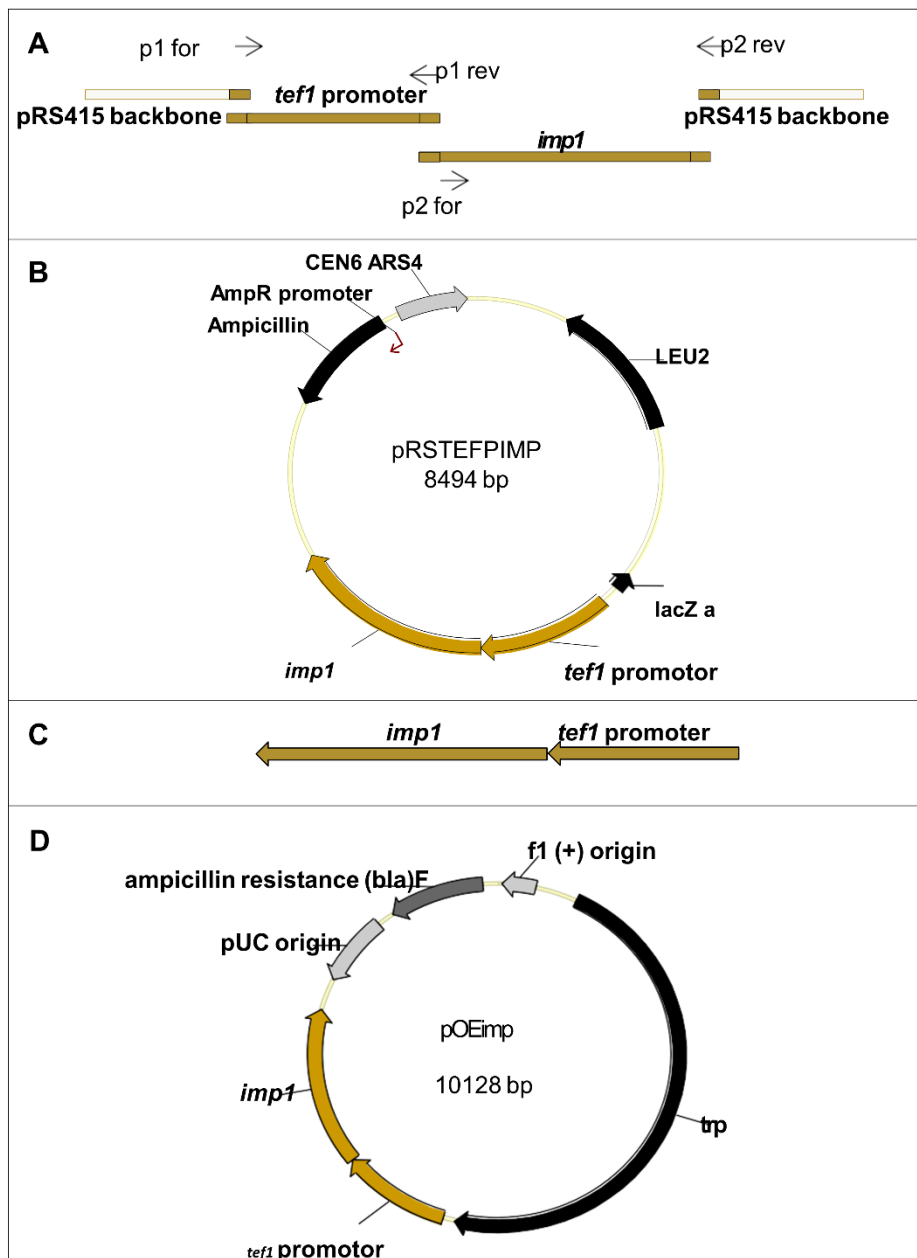 A
p1 for
p2 rev
p1 rev
tef1 promoter
pRS415 backbone
pRS415 backbone
imp1
p2 for
B
CEN6 ARS4
AmpR promoter
Ampicillin
LEU2
pRSTEFPIMP
8494 bp
lacZ a
imp1
tef1 promotor
C
imp1
tef1 promoter
D
f1 (+) origin
ampicillin resistance (bla)F
pUC origin
pOEimp
imp1
10128 bp
trp
tef1 promotor